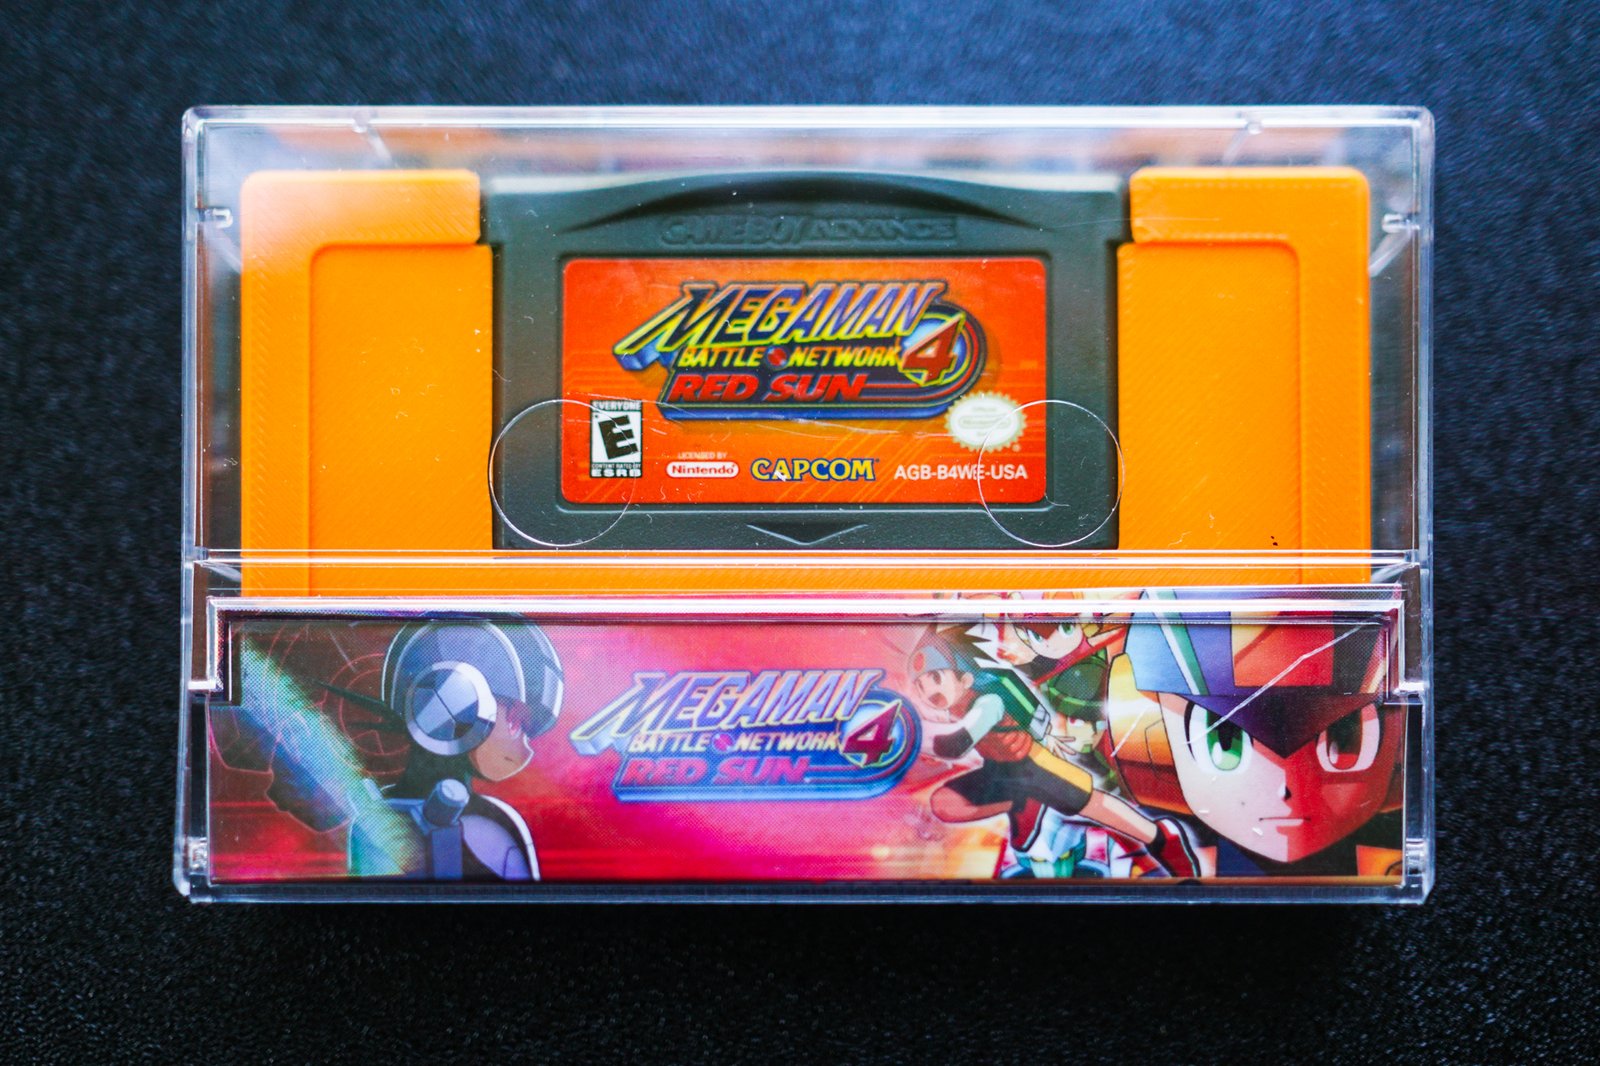 GAME BOY ADVANCE
MEGAMAN
BATTLE NETWORK 4
RED SUN
EVERYONE
E
CONTENT RATED BY
ESRB
LICENSED BY
Nintendo
CAPCOM
AGB-B4WE-USA
MEGAMAN
BATTLE NETWORK 4
RED SUN